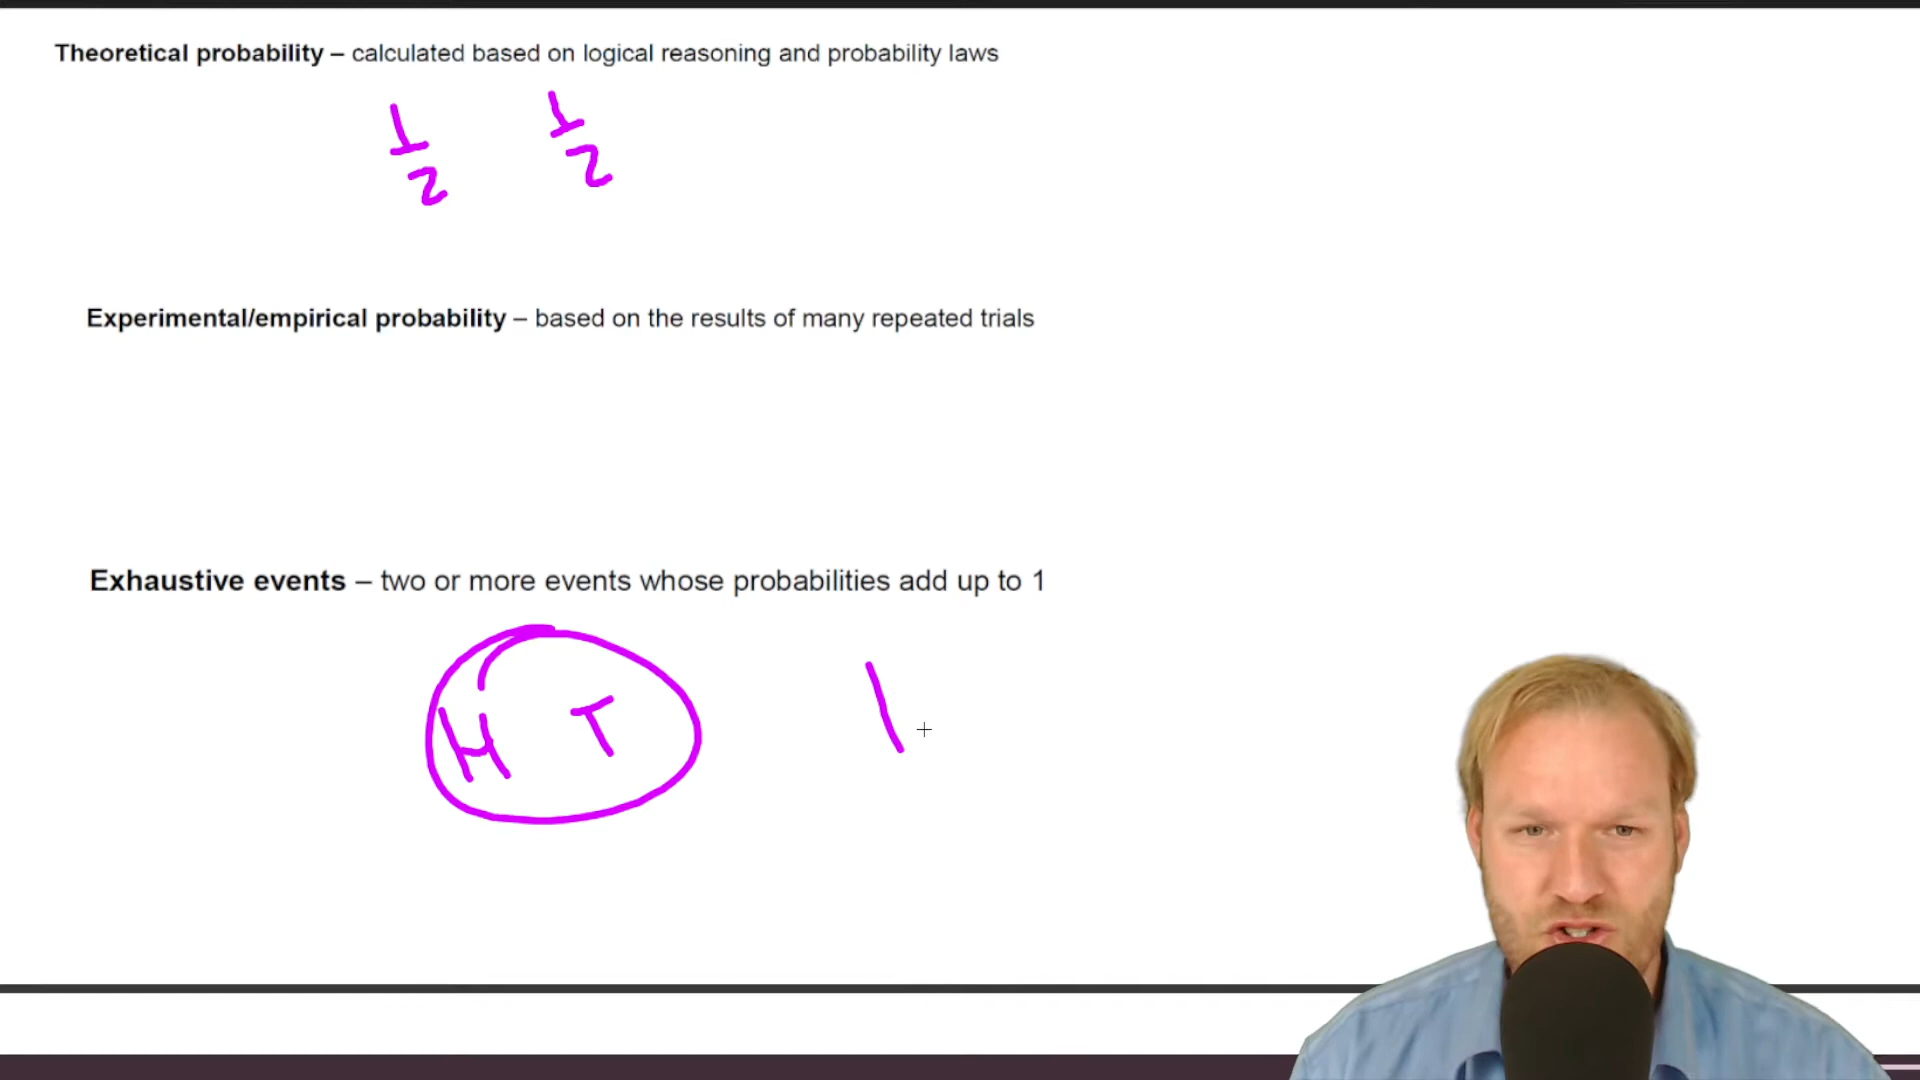 Theoretical probability – calculated based on logical reasoning and probability laws
1 1
2 2
Experimental/empirical probability – based on the results of many repeated trials
Exhaustive events – two or more events whose probabilities add up to 1
H T 1